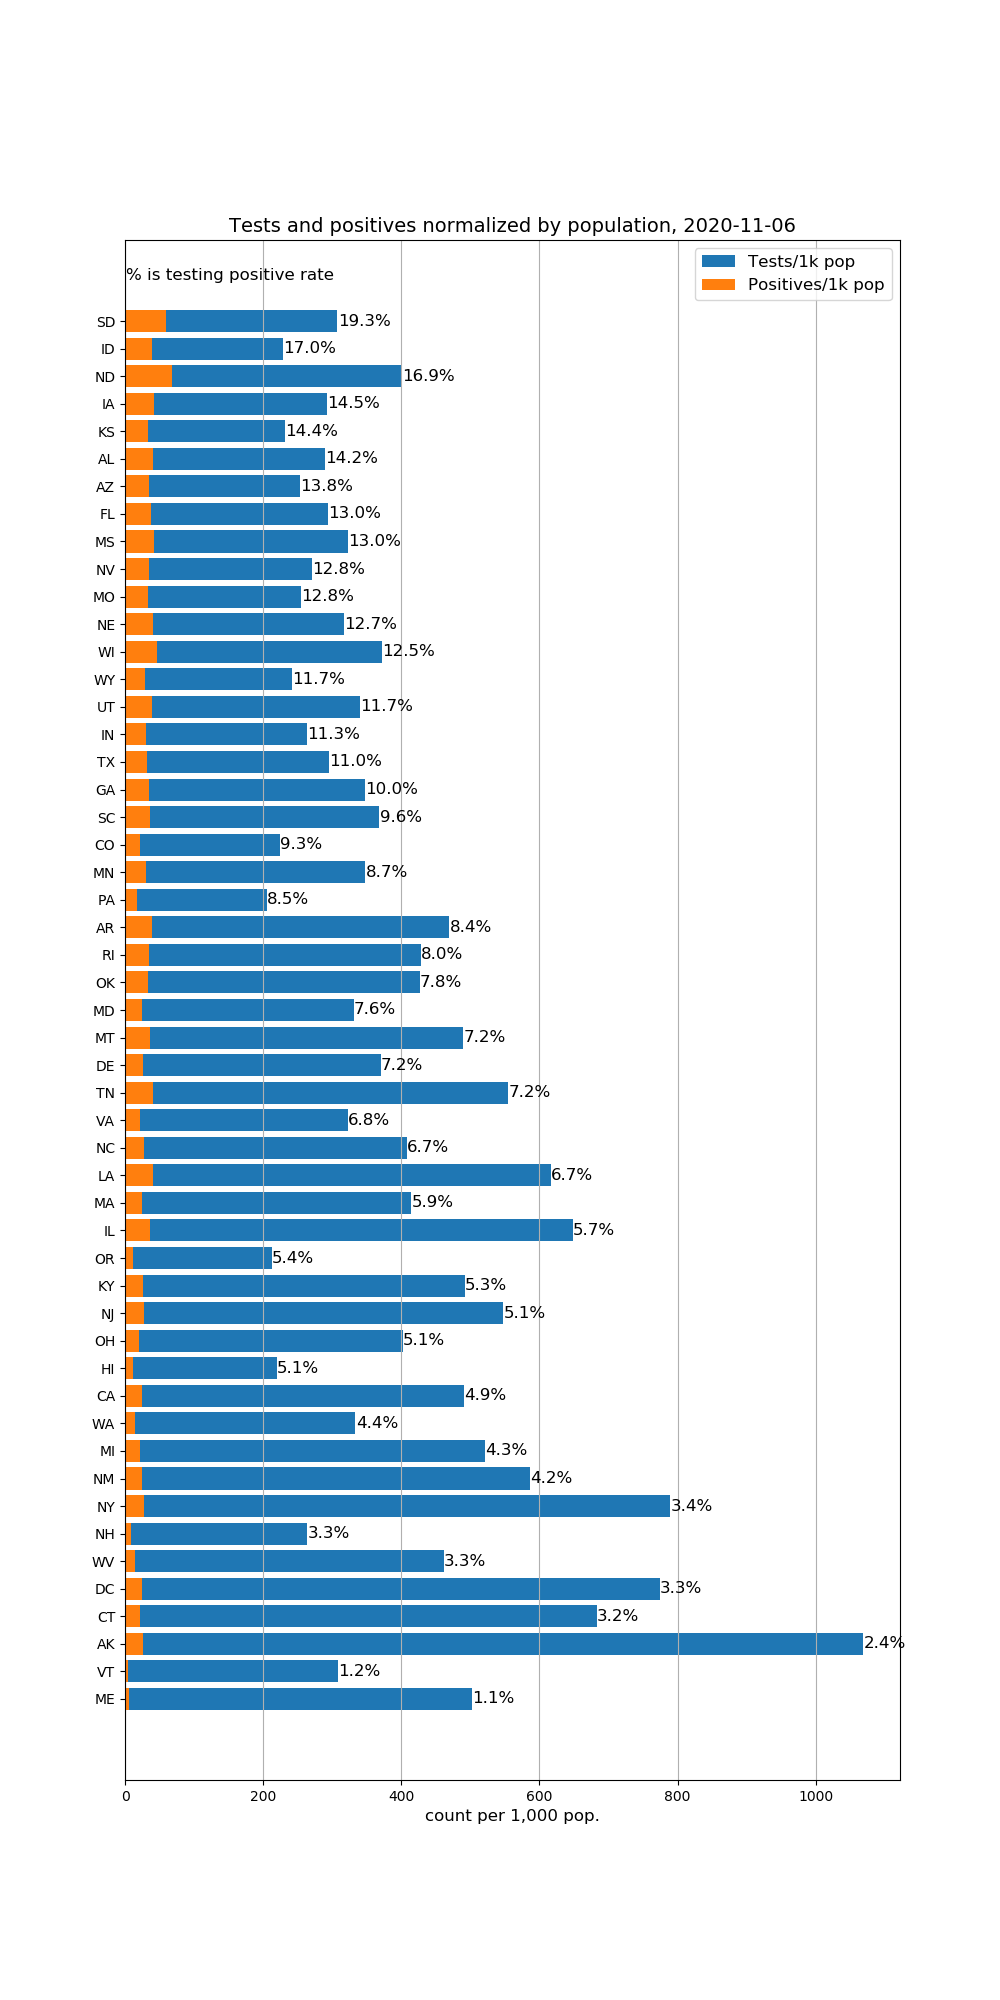 Tests and positives normalized by population, 2020-11-06
% is testing positive rate
Tests/1k pop
Positives/1k pop
SD 19.3%
ID 17.0%
ND 16.9%
IA 14.5%
KS 14.4%
AL 14.2%
AZ 13.8%
FL 13.0%
MS 13.0%
NV 12.8%
MO 12.8%
NE 12.7%
WI 12.5%
WY 11.7%
UT 11.7%
IN 11.3%
TX 11.0%
GA 10.0%
SC 9.6%
CO 9.3%
MN 8.7%
PA 8.5%
AR 8.4%
RI 8.0%
OK 7.8%
MD 7.6%
MT 7.2%
DE 7.2%
TN 7.2%
VA 6.8%
NC 6.7%
LA 6.7%
MA 5.9%
IL 5.7%
OR 5.4%
KY 5.3%
NJ 5.1%
OH 5.1%
HI 5.1%
CA 4.9%
WA 4.4%
MI 4.3%
NM 4.2%
NY 3.4%
NH 3.3%
WV 3.3%
DC 3.3%
CT 3.2%
AK 2.4%
VT 1.2%
ME 1.1%
0 200 400 600 800 1000
count per 1,000 pop.